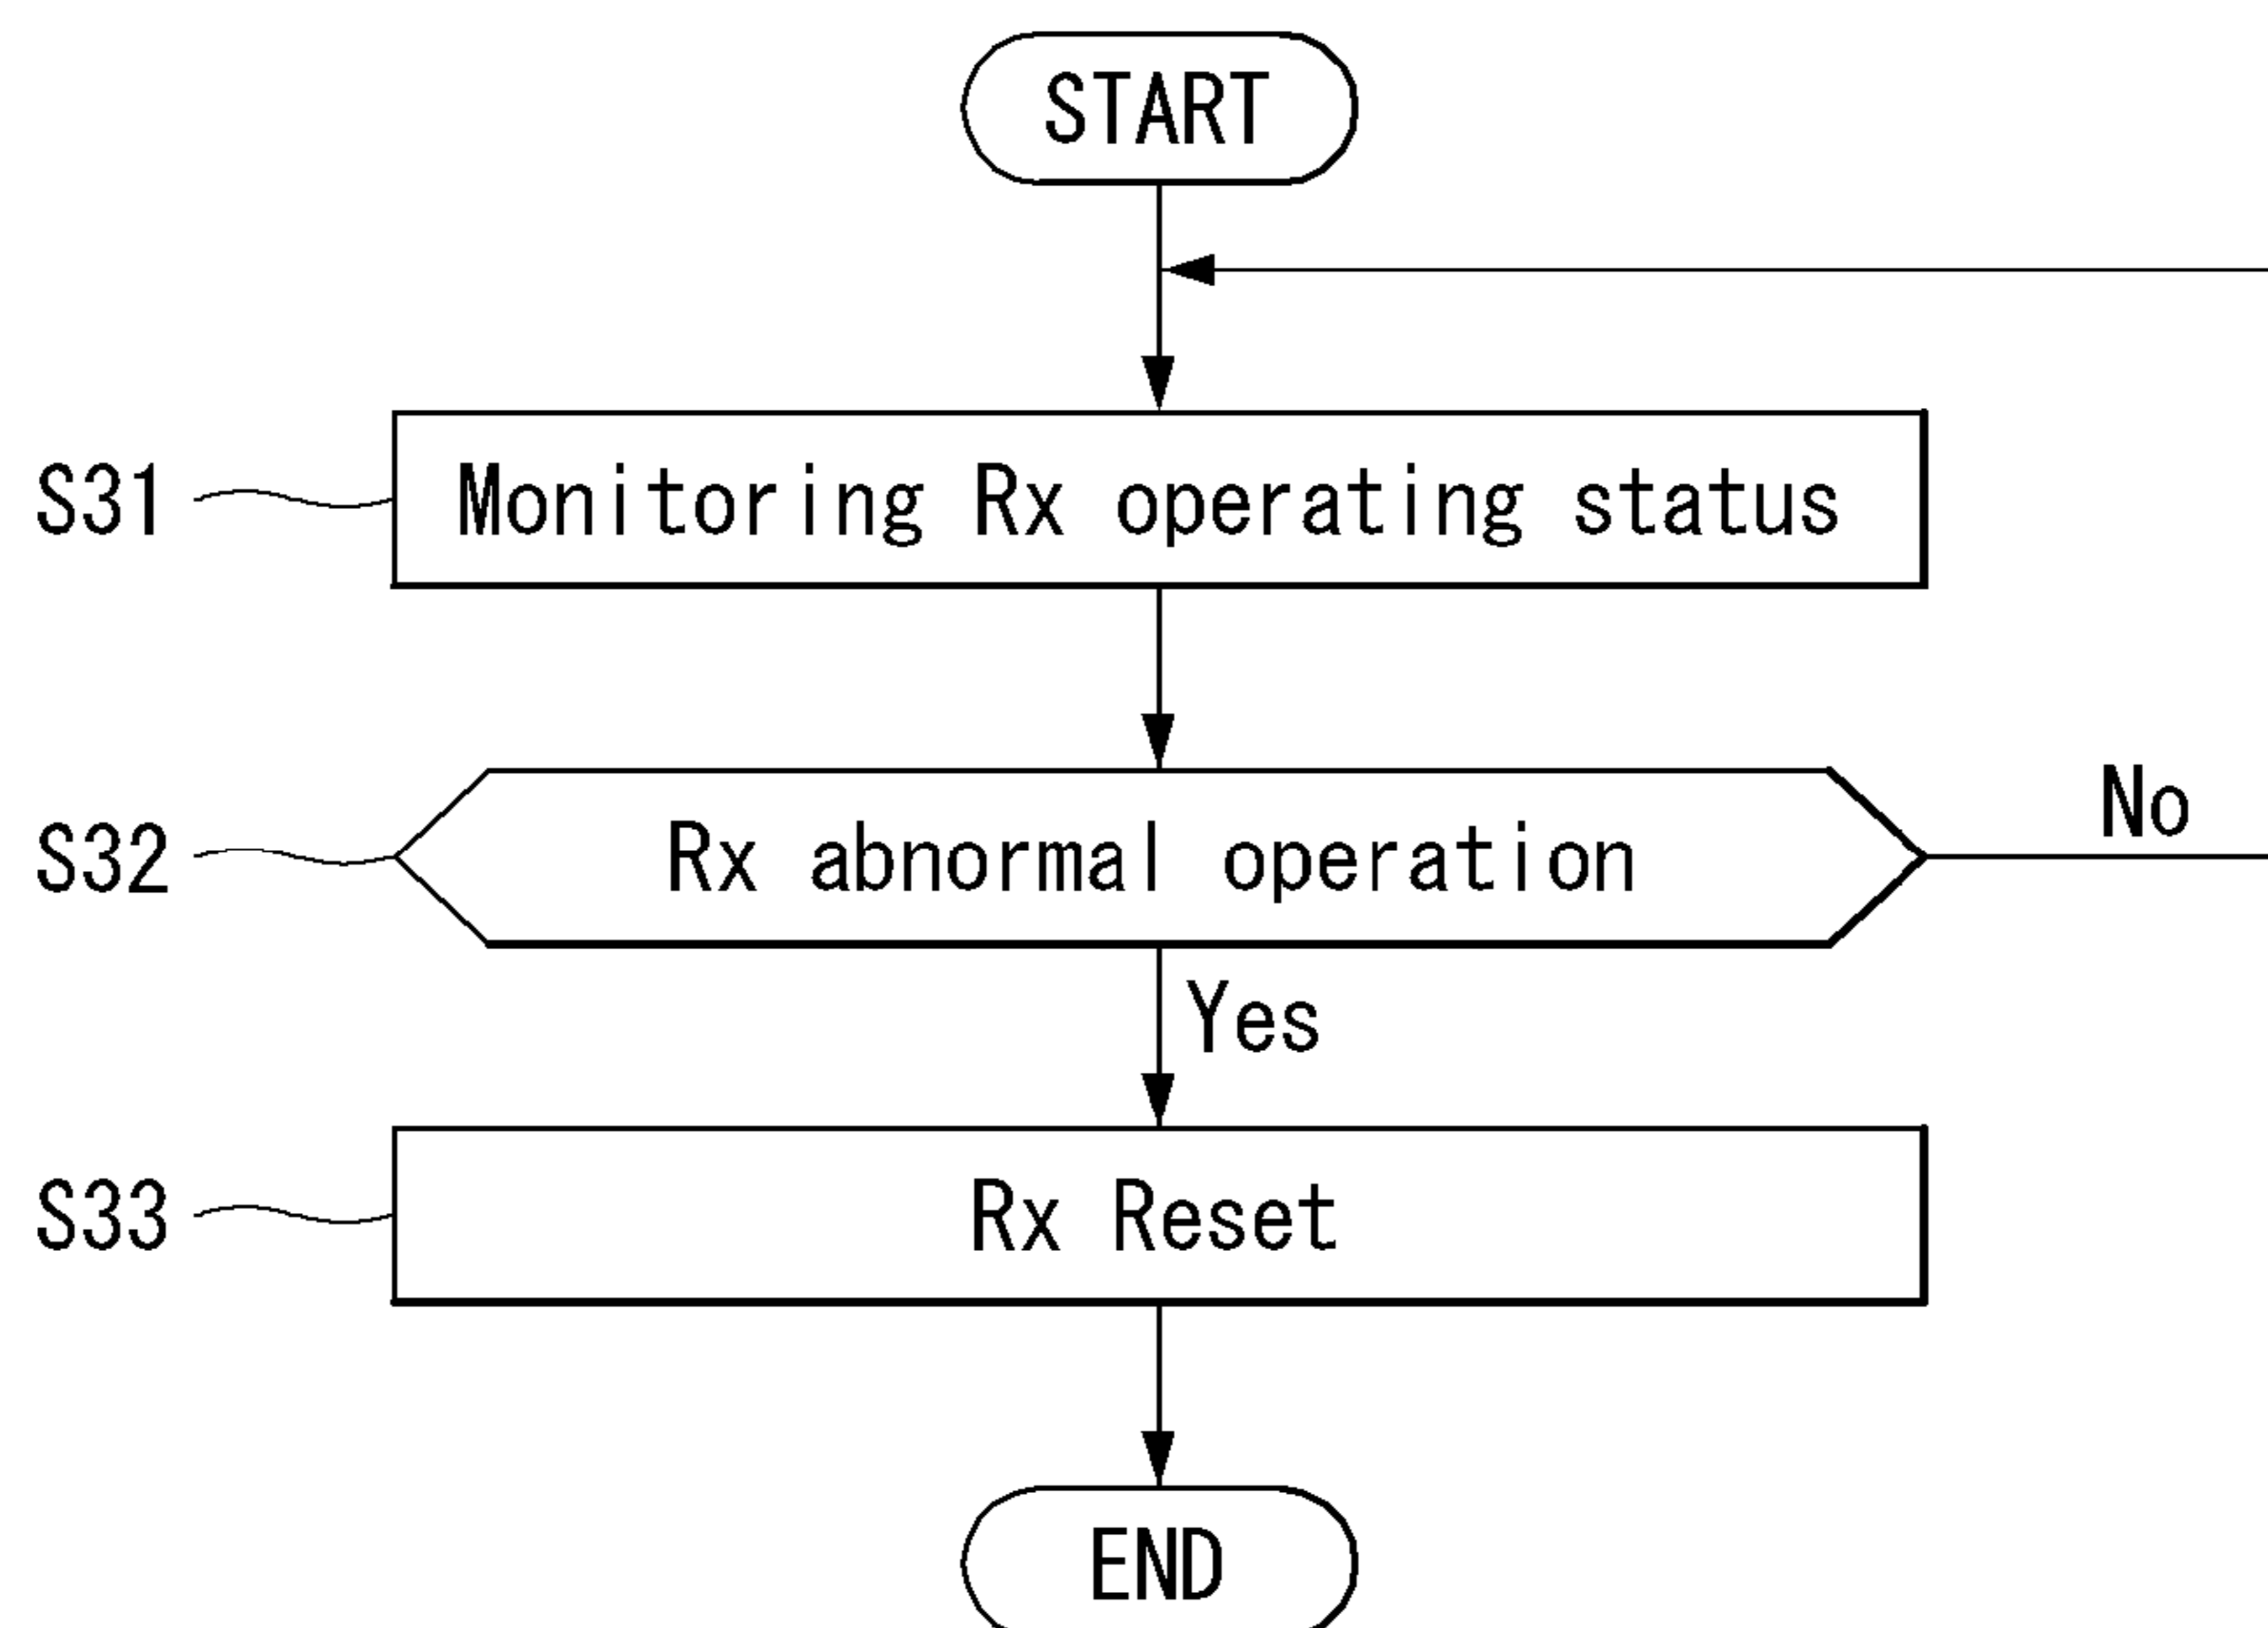 START
S31 Monitoring Rx operating status
S32 Rx abnormal operation No
Yes
S33 Rx Reset
END